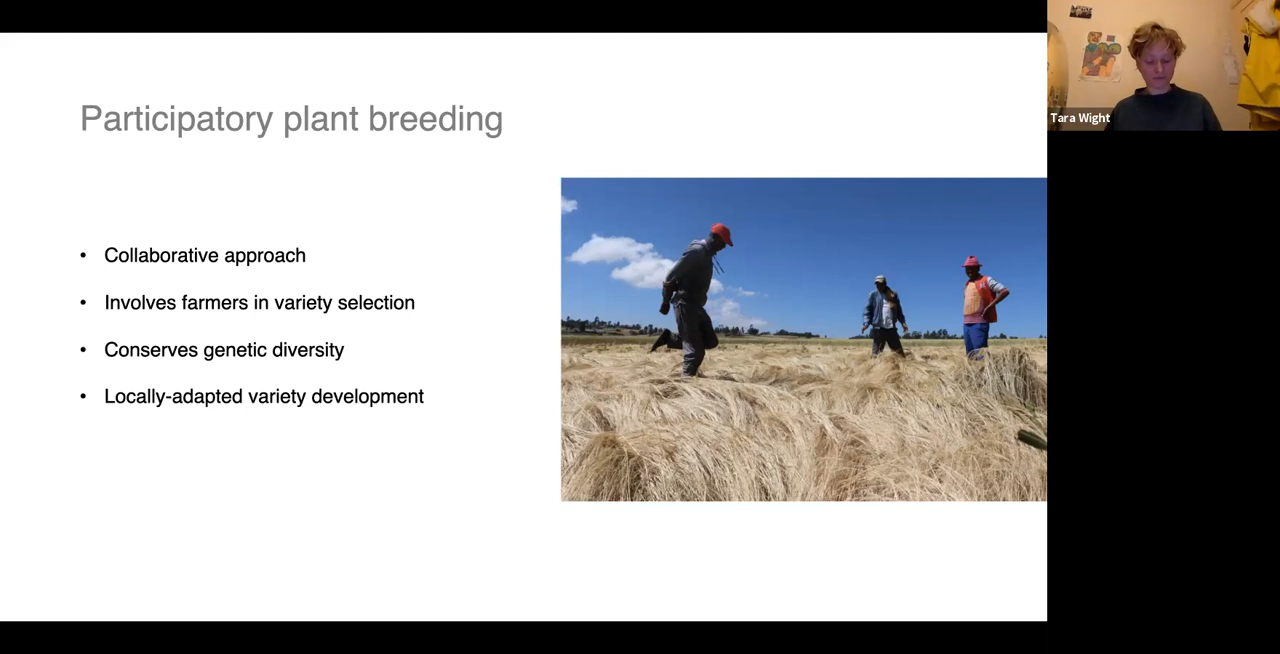 Participatory plant breeding
• Collaborative approach
• Involves farmers in variety selection
• Conserves genetic diversity
• Locally-adapted variety development
Tara Wight